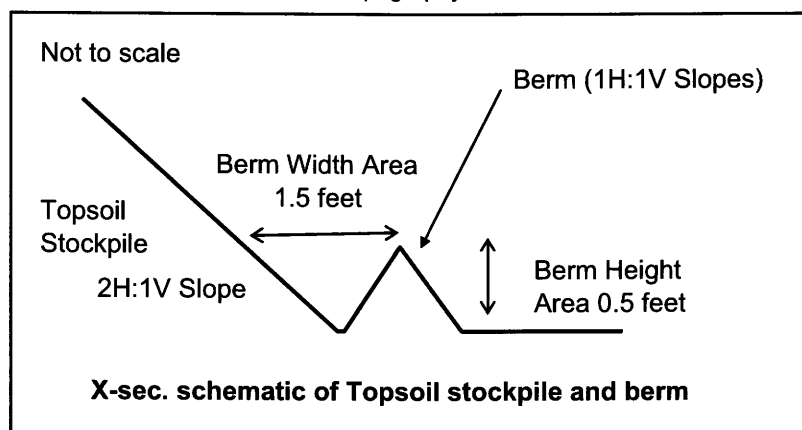 Not to scale
Berm (1H:1V Slopes)
Berm Width Area
1.5 feet
Topsoil
Stockpile
2H:1V Slope
Berm Height
Area 0.5 feet
X-sec. schematic of Topsoil stockpile and berm